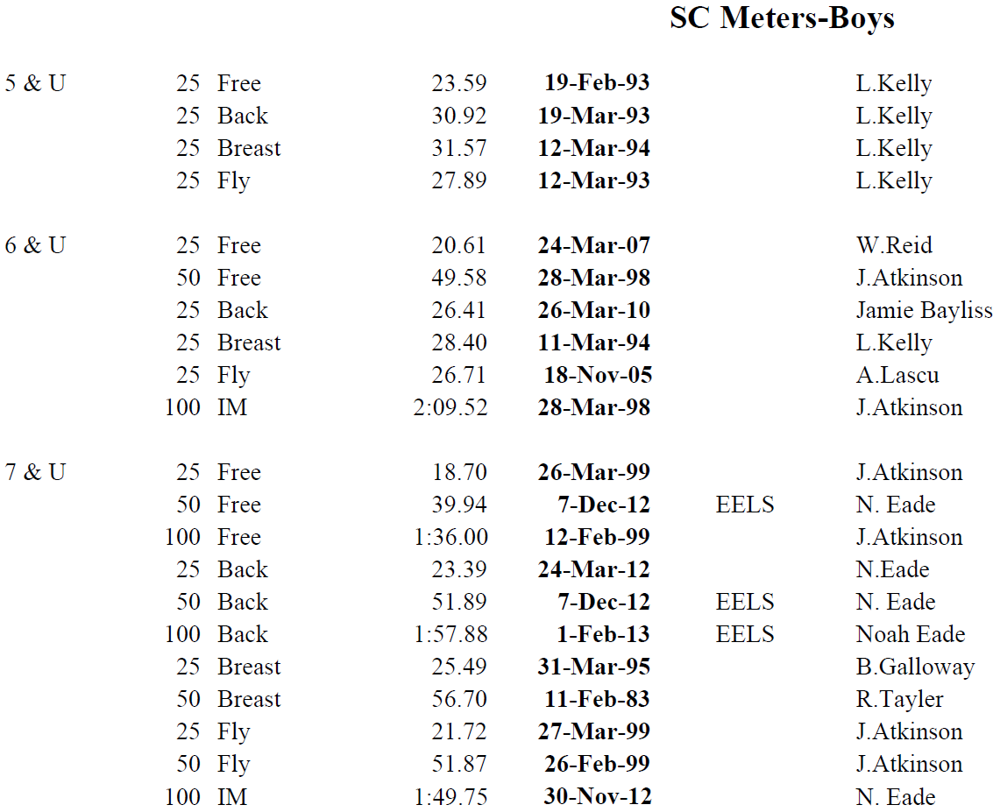 SC Meters-Boys
5 & U 25 Free 23.59 19-Feb-93 L.Kelly
25 Back 30.92 19-Mar-93 L.Kelly
25 Breast 31.57 12-Mar-94 L.Kelly
25 Fly 27.89 12-Mar-93 L.Kelly
6 & U 25 Free 20.61 24-Mar-07 W.Reid
50 Free 49.58 28-Mar-98 J.Atkinson
25 Back 26.41 26-Mar-10 Jamie Bayliss
25 Breast 28.40 11-Mar-94 L.Kelly
25 Fly 26.71 18-Nov-05 A.Lascu
100 IM 2:09.52 28-Mar-98 J.Atkinson
7 & U 25 Free 18.70 26-Mar-99 J.Atkinson
50 Free 39.94 7-Dec-12 EELS N. Eade
100 Free 1:36.00 12-Feb-99 J.Atkinson
25 Back 23.39 24-Mar-12 N.Eade
50 Back 51.89 7-Dec-12 EELS N. Eade
100 Back 1:57.88 1-Feb-13 EELS Noah Eade
25 Breast 25.49 31-Mar-95 B.Galloway
50 Breast 56.70 11-Feb-83 R.Tayler
25 Fly 21.72 27-Mar-99 J.Atkinson
50 Fly 51.87 26-Feb-99 J.Atkinson
100 IM 1:49.75 30-Nov-12 N. Eade